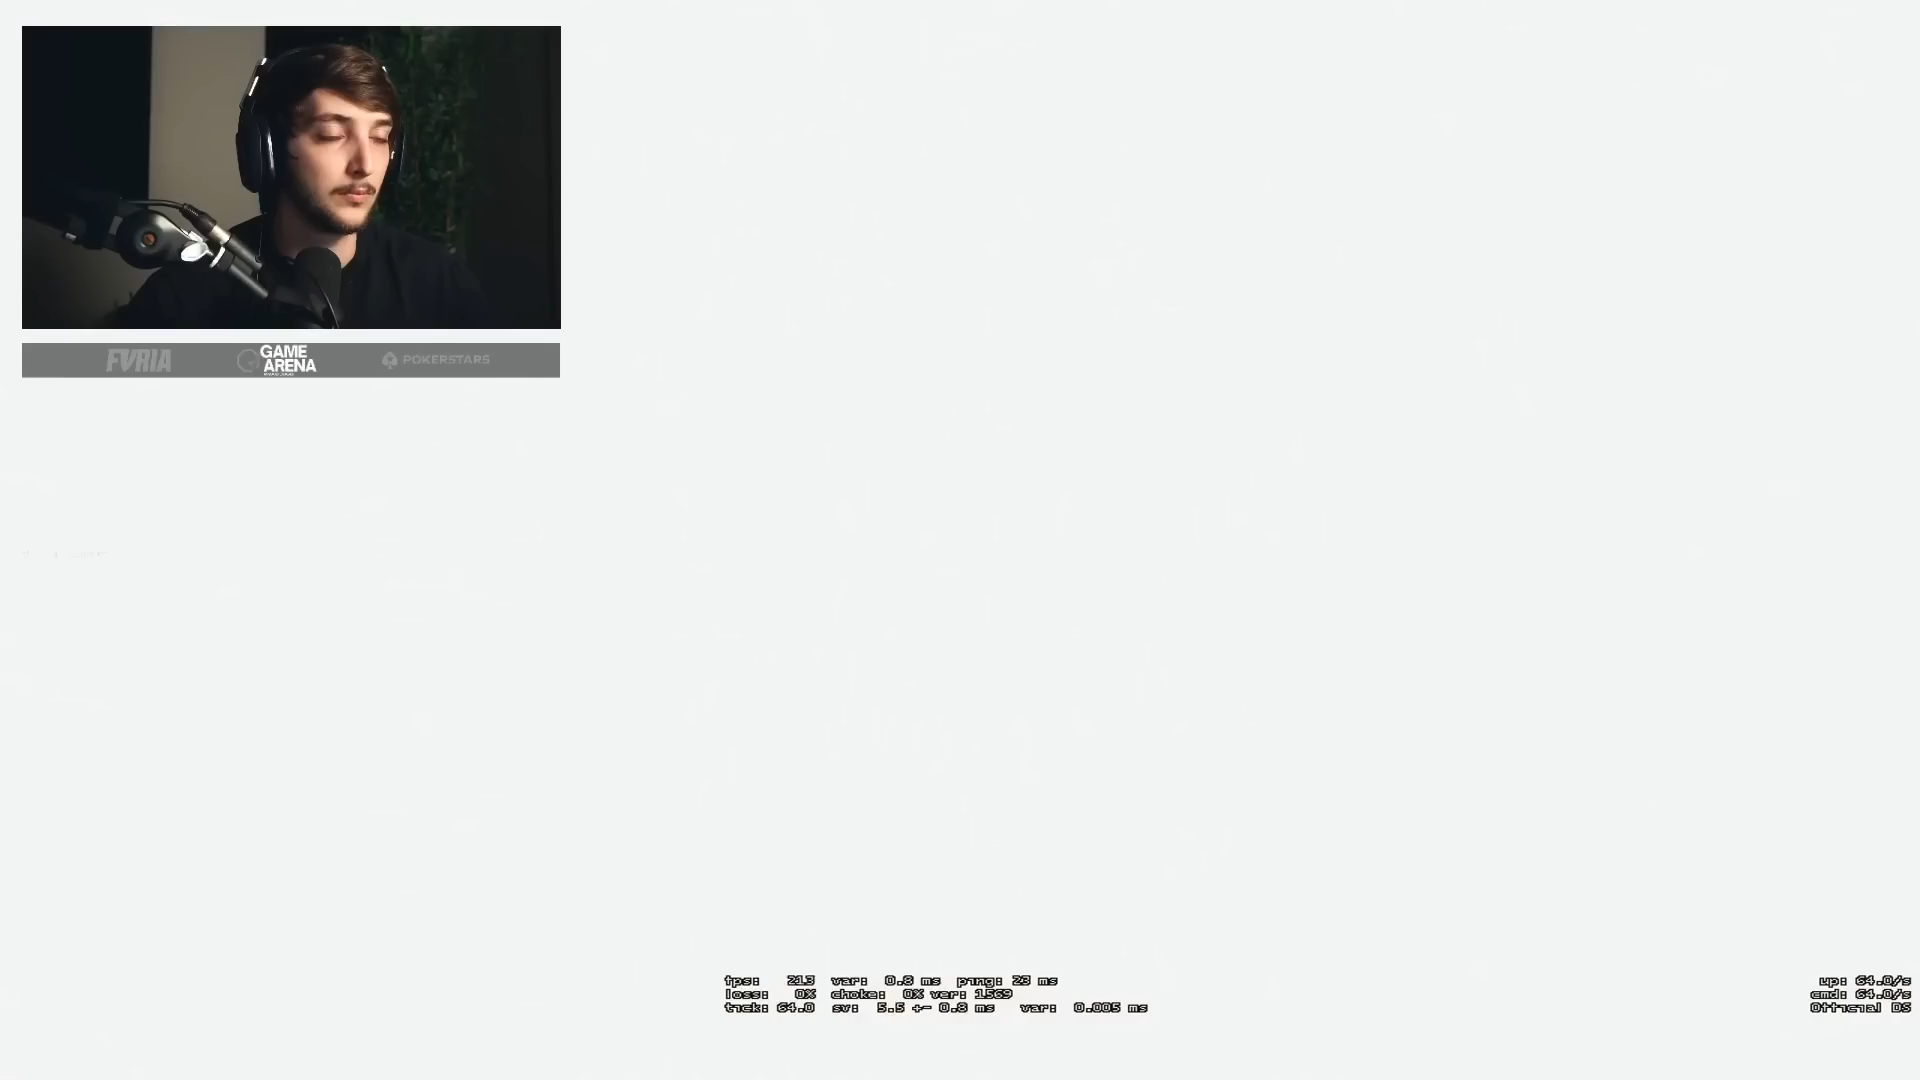 FVRIA
GAME
ARENA
POKERSTARS
fps: 213 var: 0.8 ms ping: 23 ms
loss: 0% choke: 0% ver: 1569
tick: 64.0 sv: 5.5 +- 0.8 ms var: 0.005 ms
up: 64.0/s
cmd: 64.0/s
Official DS